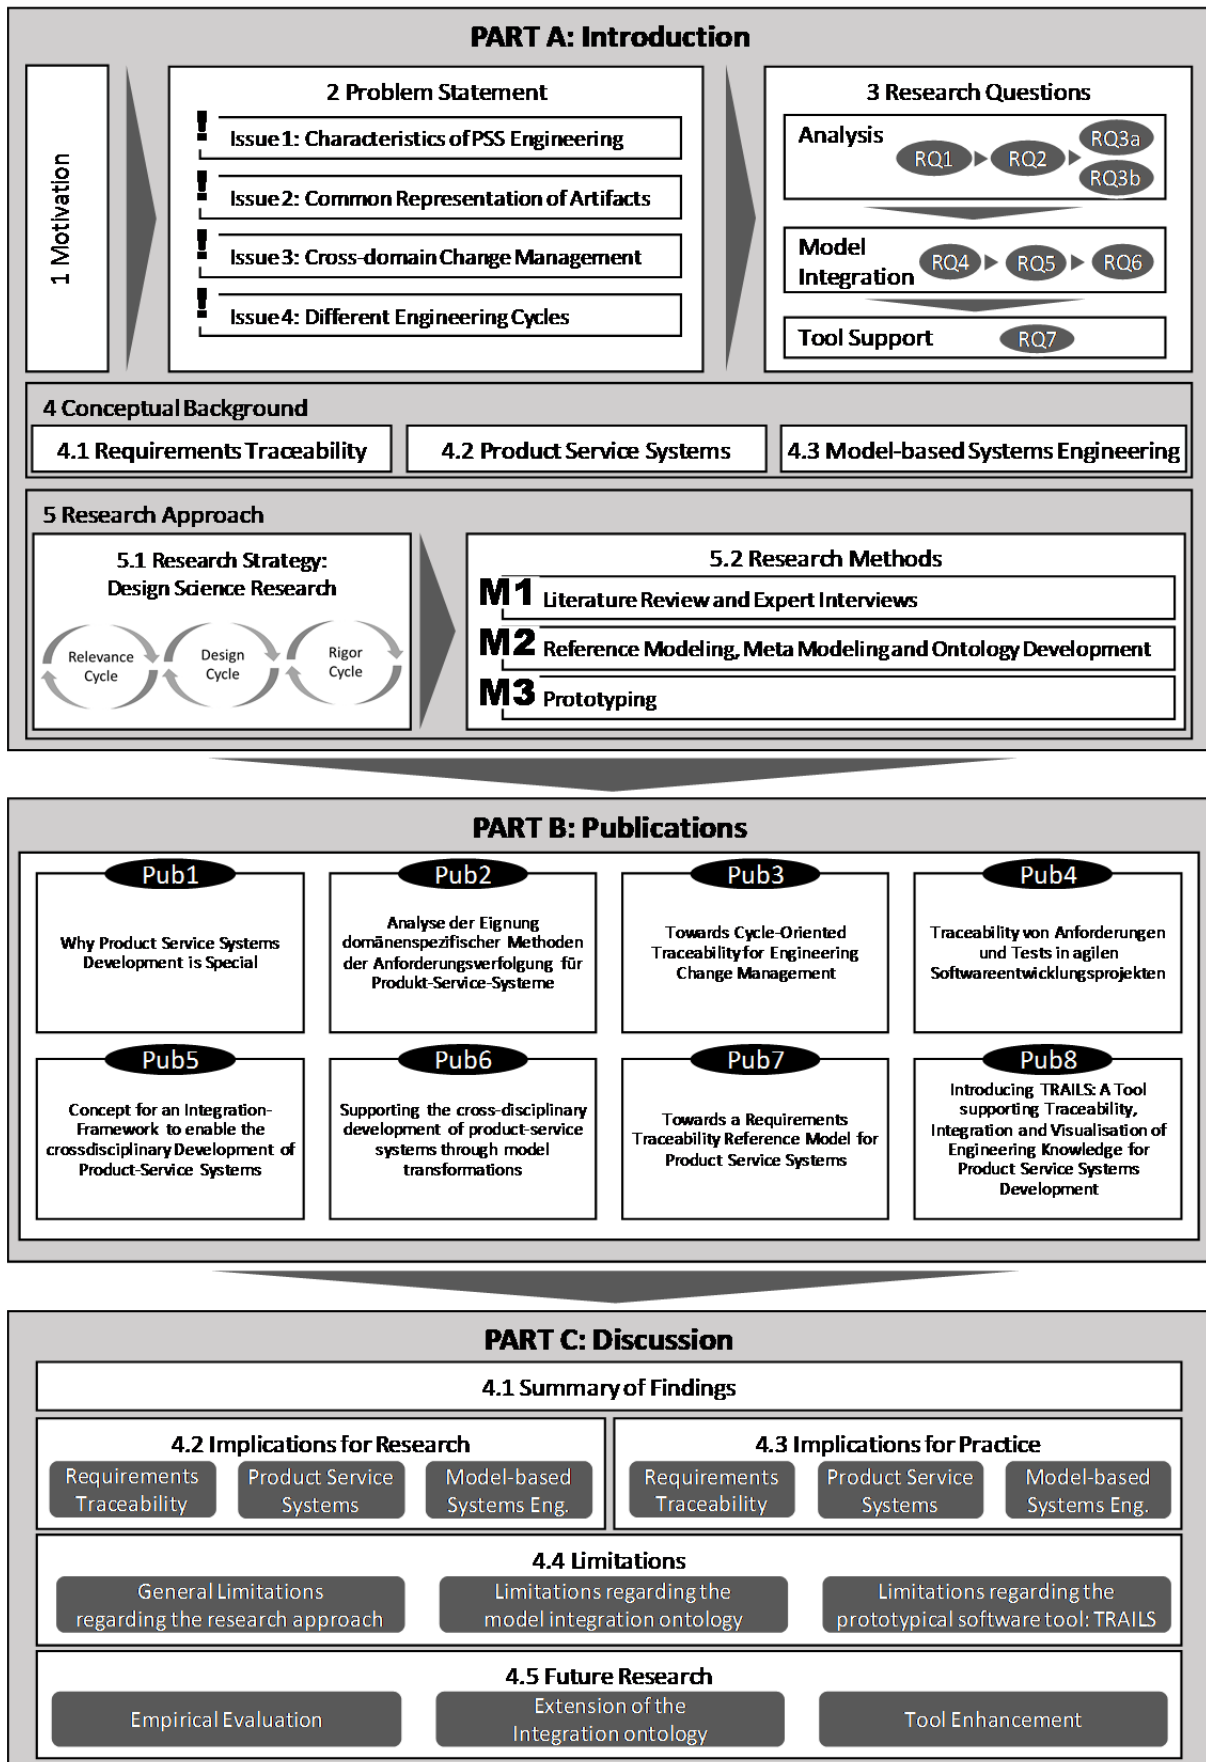 PART A: Introduction
1 Motivation
2 Problem Statement
! Issue 1: Characteristics of PSS Engineering
! Issue 2: Common Representation of Artifacts
! Issue 3: Cross-domain Change Management
! Issue 4: Different Engineering Cycles
3 Research Questions
Analysis
RQ1
RQ2
RQ3a
RQ3b
Model
Integration
RQ4
RQ5
RQ6
Tool Support
RQ7
4 Conceptual Background
4.1 Requirements Traceability
4.2 Product Service Systems
4.3 Model-based Systems Engineering
5 Research Approach
5.1 Research Strategy:
Design Science Research
Relevance
Cycle
Design
Cycle
Rigor
Cycle
5.2 Research Methods
M1 Literature Review and Expert Interviews
M2 Reference Modeling, Meta Modeling and Ontology Development
M3 Prototyping
PART B: Publications
Pub1
Why Product Service Systems
Development is Special
Pub2
Analyse der Eignung
domänenspezifischer Methoden
der Anforderungsverfolgung für
Produkt-Service-Systeme
Pub3
Towards Cycle-Oriented
Traceability for Engineering
Change Management
Pub4
Traceability von Anforderungen
und Tests in agilen
Softwareentwicklungsprojekten
Pub5
Concept for an Integration-
Framework to enable the
crossdisciplinary Development of
Product-Service Systems
Pub6
Supporting the cross-disciplinary
development of product-service
systems through model
transformations
Pub7
Towards a Requirements
Traceability Reference Model for
Product Service Systems
Pub8
Introducing TRAILS: A Tool
supporting Traceability,
Integration and Visualisation of
Engineering Knowledge for
Product Service Systems
Development
PART C: Discussion
4.1 Summary of Findings
4.2 Implications for Research
Requirements
Traceability
Product Service
Systems
Model-based
Systems Eng.
4.3 Implications for Practice
Requirements
Traceability
Product Service
Systems
Model-based
Systems Eng.
4.4 Limitations
General Limitations
regarding the research approach
Limitations regarding the
model integration ontology
Limitations regarding the
prototypical software tool: TRAILS
4.5 Future Research
Empirical Evaluation
Extension of the
Integration ontology
Tool Enhancement